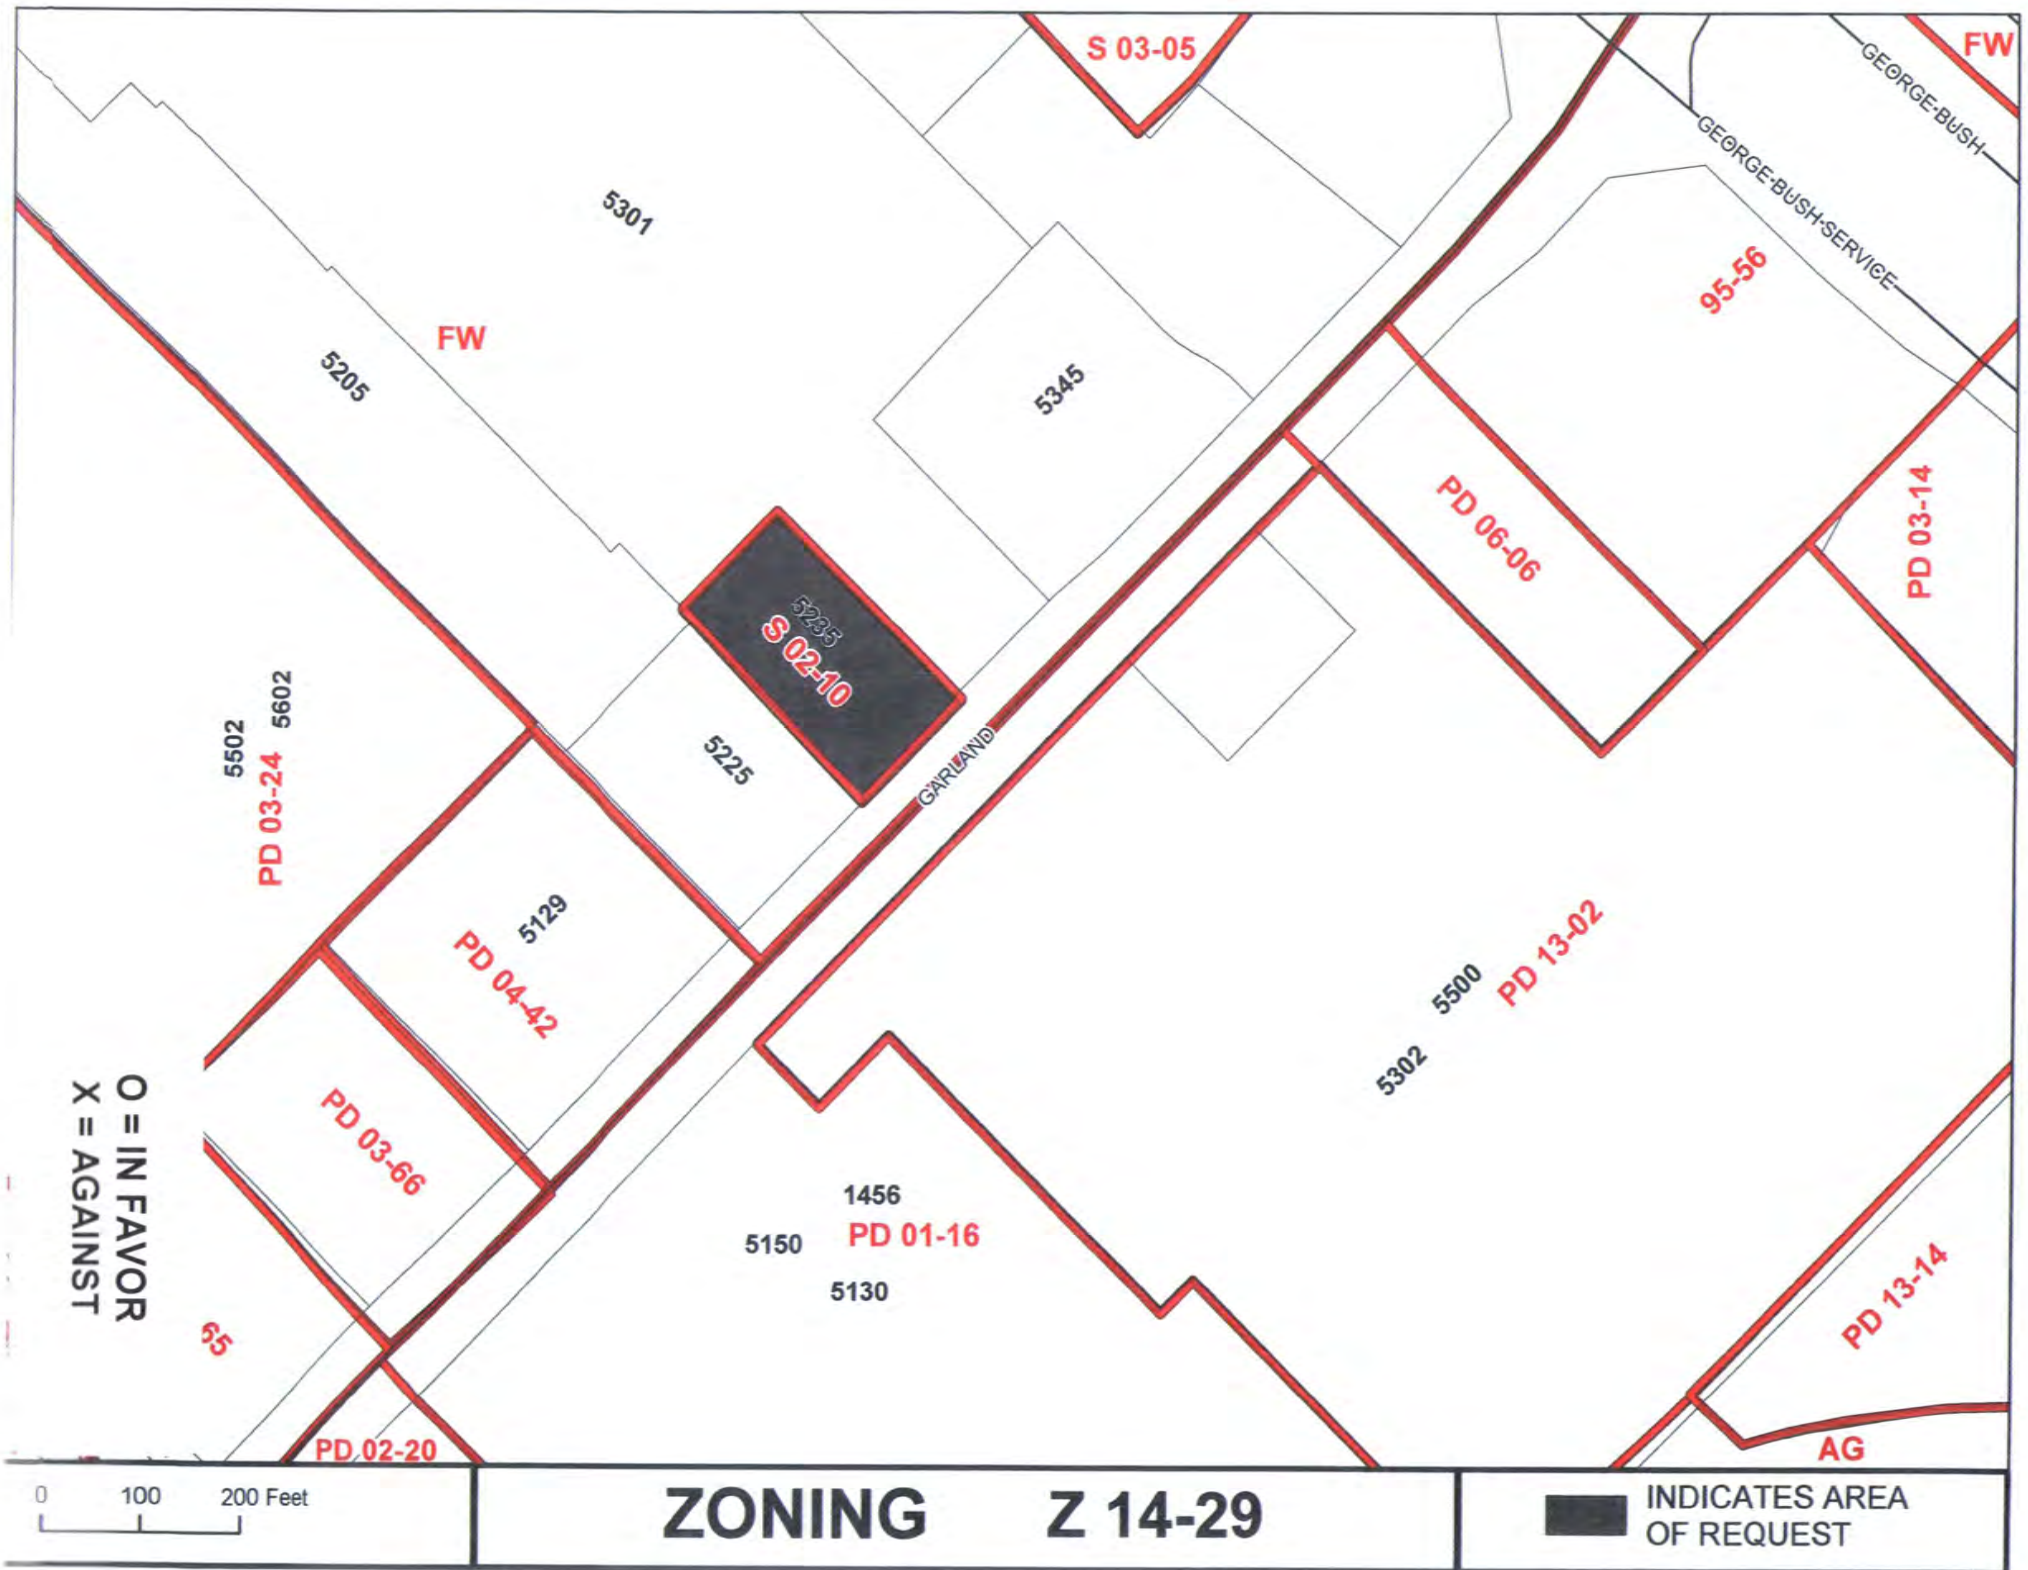 S 03-05
FW
GEORGE-BUSH
GEORGE-BUSH-SERVICE
5301
95-56
FW
5205
5345
PD 06-06
PD 03-14
5235
S 02-10
5502
5602
PD 03-24
5225
GARLAND
5129
PD 04-42
PD 13-02
5500
5302
O = IN FAVOR
X = AGAINST
PD 03-66
1456
5150
PD 01-16
5130
65
PD 13-14
PD 02-20
AG
0 100 200 Feet
ZONING Z 14-29
INDICATES AREA
OF REQUEST